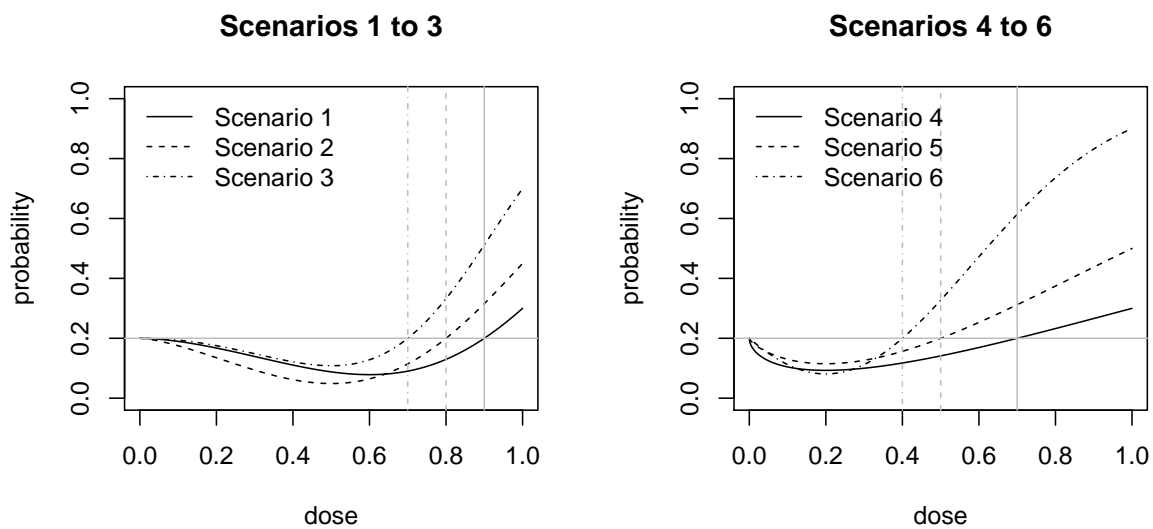 Scenarios 1 to 3
Scenario 1
Scenario 2
Scenario 3
probability
0.0 0.2 0.4 0.6 0.8 1.0
0.0 0.2 0.4 0.6 0.8 1.0
dose
Scenarios 4 to 6
Scenario 4
Scenario 5
Scenario 6
probability
0.0 0.2 0.4 0.6 0.8 1.0
0.0 0.2 0.4 0.6 0.8 1.0
dose